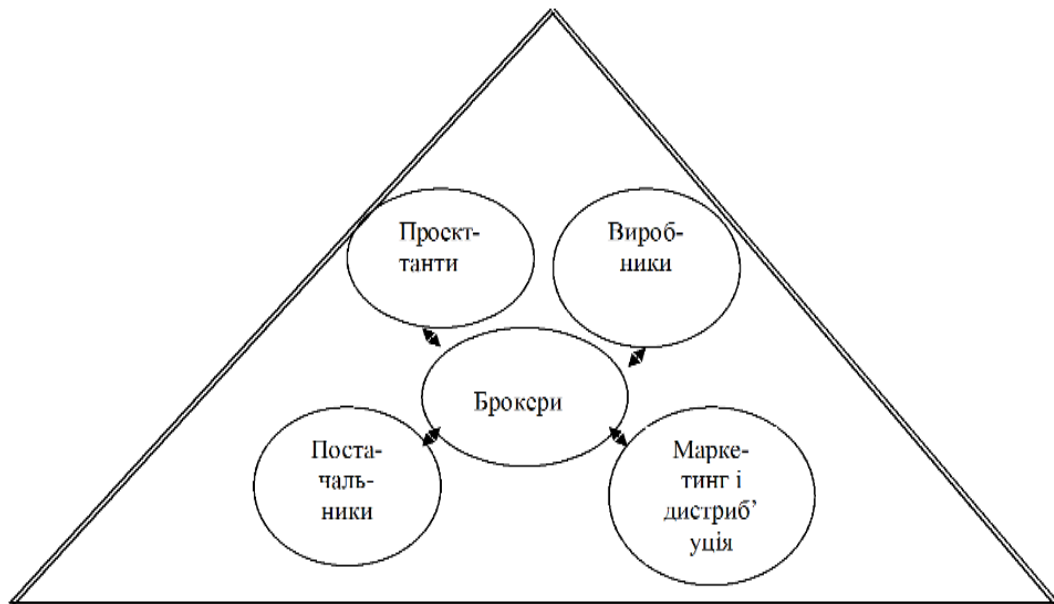 Проєкт-
танти
Вироб-
ники
Брокери
Поста-
чаль-
ники
Марке-
тинг і
дистриб’
уція